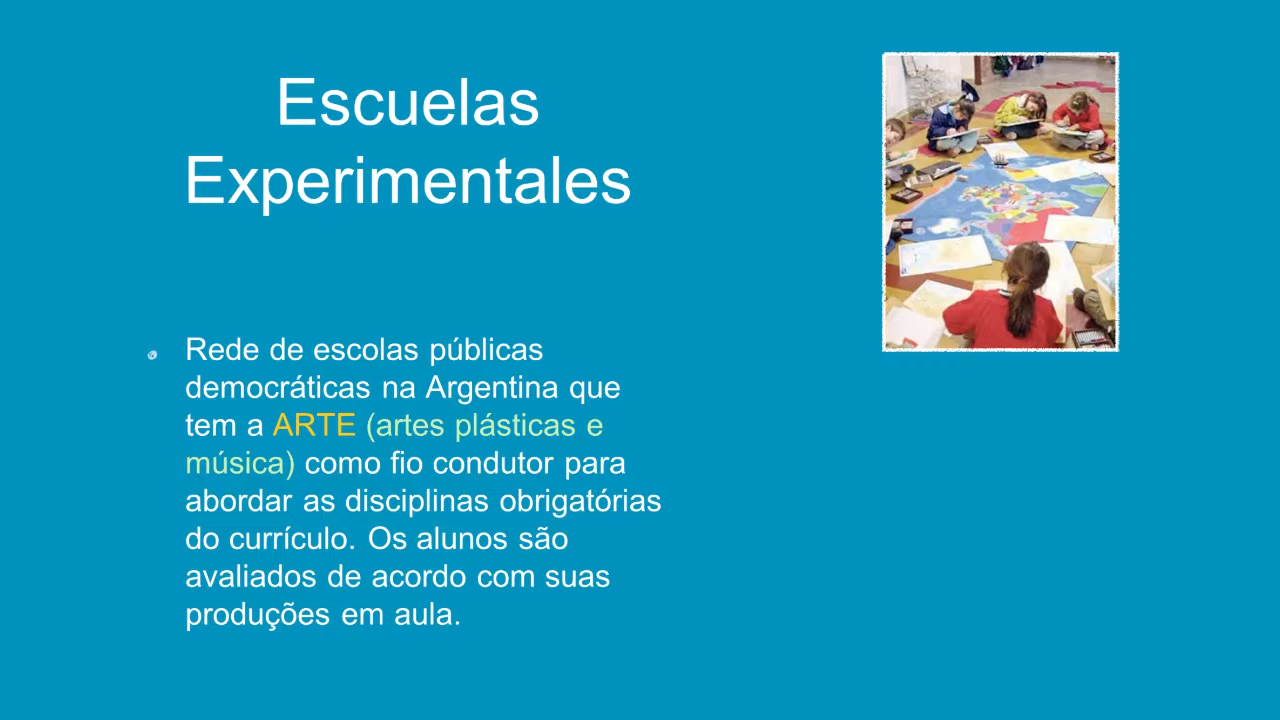 Escuelas
Experimentales
Rede de escolas públicas
democráticas na Argentina que
tem a ARTE (artes plásticas e
música) como fio condutor para
abordar as disciplinas obrigatórias
do currículo. Os alunos são
avaliados de acordo com suas
produções em aula.